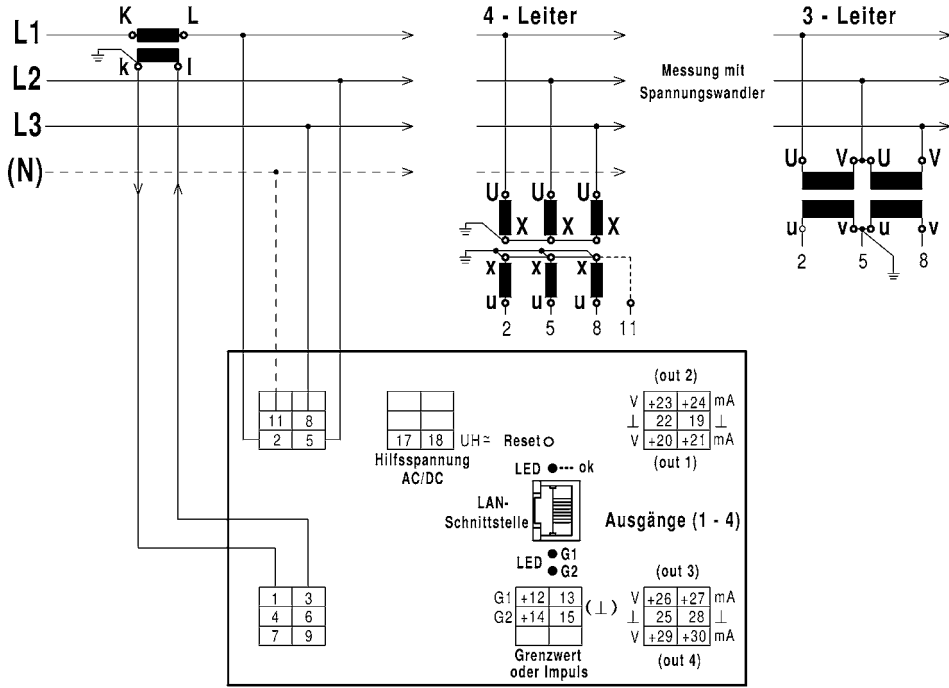 K L 4 - Leiter 3 - Leiter
L1
k l
L2 Messung mit
Spannungswandler
L3
(N)
U V U V
U U U
X X X
u v u v
2 5 8
x x x
u u u
2 5 8 11
(out 2)
V +23 +24 mA
11 8 ⊥ 22 19 ⊥
2 5 17 18 UH≃ Reset V +20 +21 mA
Hilfsspannung (out 1)
AC/DC
LED --- ok
LAN-
Schnittstelle Ausgänge (1 - 4)
LED G1
G2 (out 3)
1 3 G1 +12 13 (⊥) V +26 +27 mA
4 6 G2 +14 15 ⊥ 25 28 ⊥
7 9 V +29 +30 mA
Grenzwert (out 4)
oder Impuls